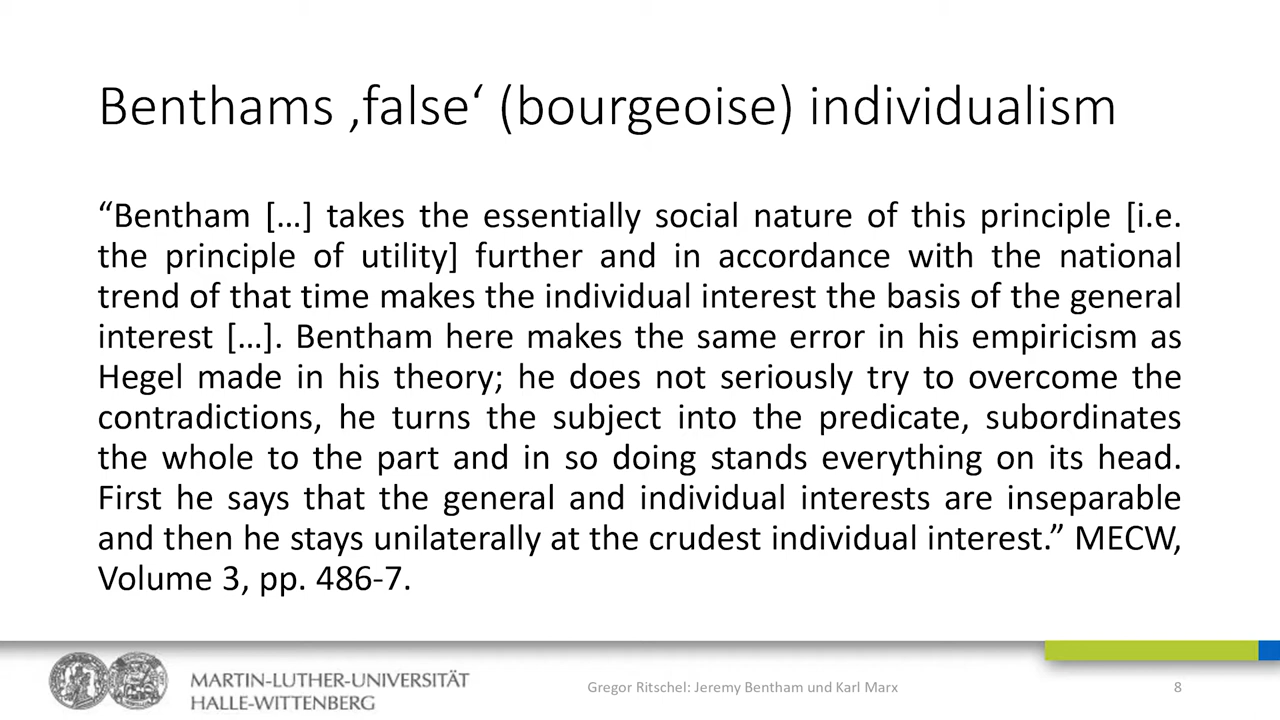 Benthams ‚false‘ (bourgeoise) individualism
“Bentham […] takes the essentially social nature of this principle [i.e.
the principle of utility] further and in accordance with the national
trend of that time makes the individual interest the basis of the general
interest […]. Bentham here makes the same error in his empiricism as
Hegel made in his theory; he does not seriously try to overcome the
contradictions, he turns the subject into the predicate, subordinates
the whole to the part and in so doing stands everything on its head.
First he says that the general and individual interests are inseparable
and then he stays unilaterally at the crudest individual interest.” MECW,
Volume 3, pp. 486-7.
MARTIN-LUTHER-UNIVERSITÄT
HALLE-WITTENBERG
Gregor Ritschel: Jeremy Bentham und Karl Marx
8